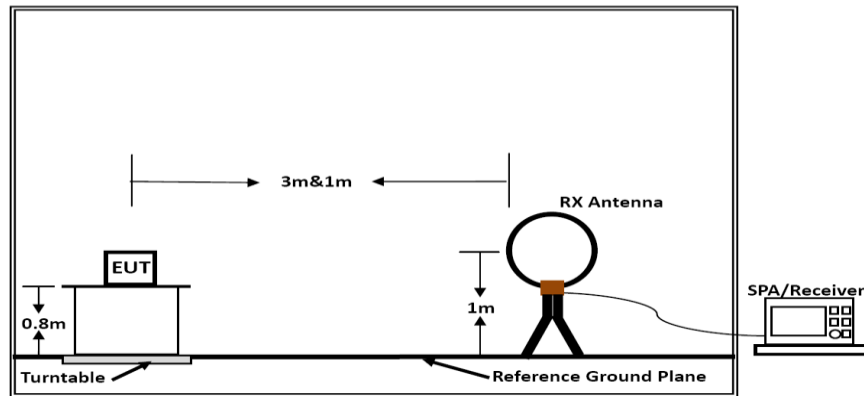 3m&1m
RX Antenna
EUT
SPA/Receiver
0.8m
1m
Turntable
Reference Ground Plane